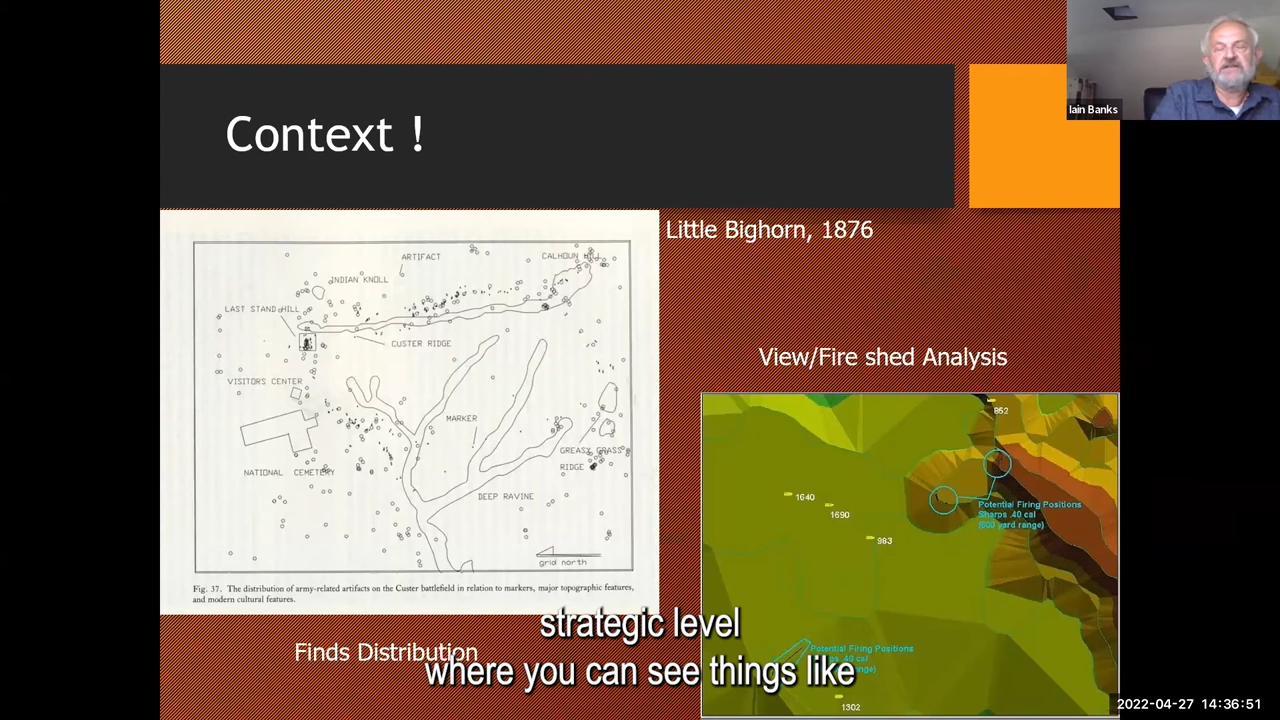 Iain Banks
Context !
Little Bighorn, 1876
ARTIFACT
CALHOUN HILL
INDIAN KNOLL
LAST STAND HILL
CUSTER RIDGE
VISITORS CENTER
MARKER
GREASY GRASS
RIDGE
NATIONAL CEMETERY
DEEP RAVINE
grid north
Fig. 37. The distribution of army-related artifacts on the Custer battlefield in relation to markers, major topographic features,
and modern cultural features.
Finds Distribution
View/Fire shed Analysis
852
1640
1690
983
Potential Firing Positions
Sharps .40 cal
(600 yard range)
Potential Firing Positions
.40 cal
1302
strategic level
where you can see things like
2022-04-27 14:36:51